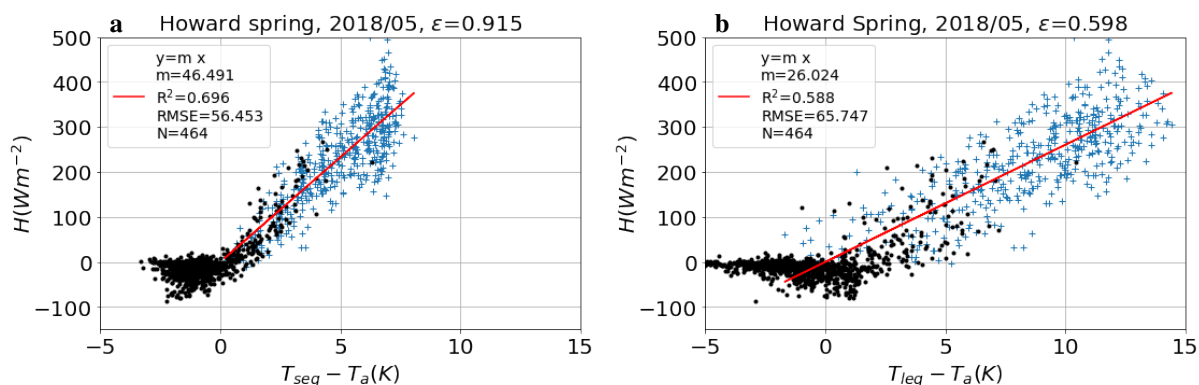 a Howard spring, 2018/05, ε=0.915
y=m x
m=46.491
R²=0.696
RMSE=56.453
N=464
H(Wm⁻²)
500
400
300
200
100
0
−100
−5 0 5 10 15
T_seg − T_a(K)
b Howard Spring, 2018/05, ε=0.598
y=m x
m=26.024
R²=0.588
RMSE=65.747
N=464
H(Wm⁻²)
500
400
300
200
100
0
−100
−5 0 5 10 15
T_leg − T_a(K)